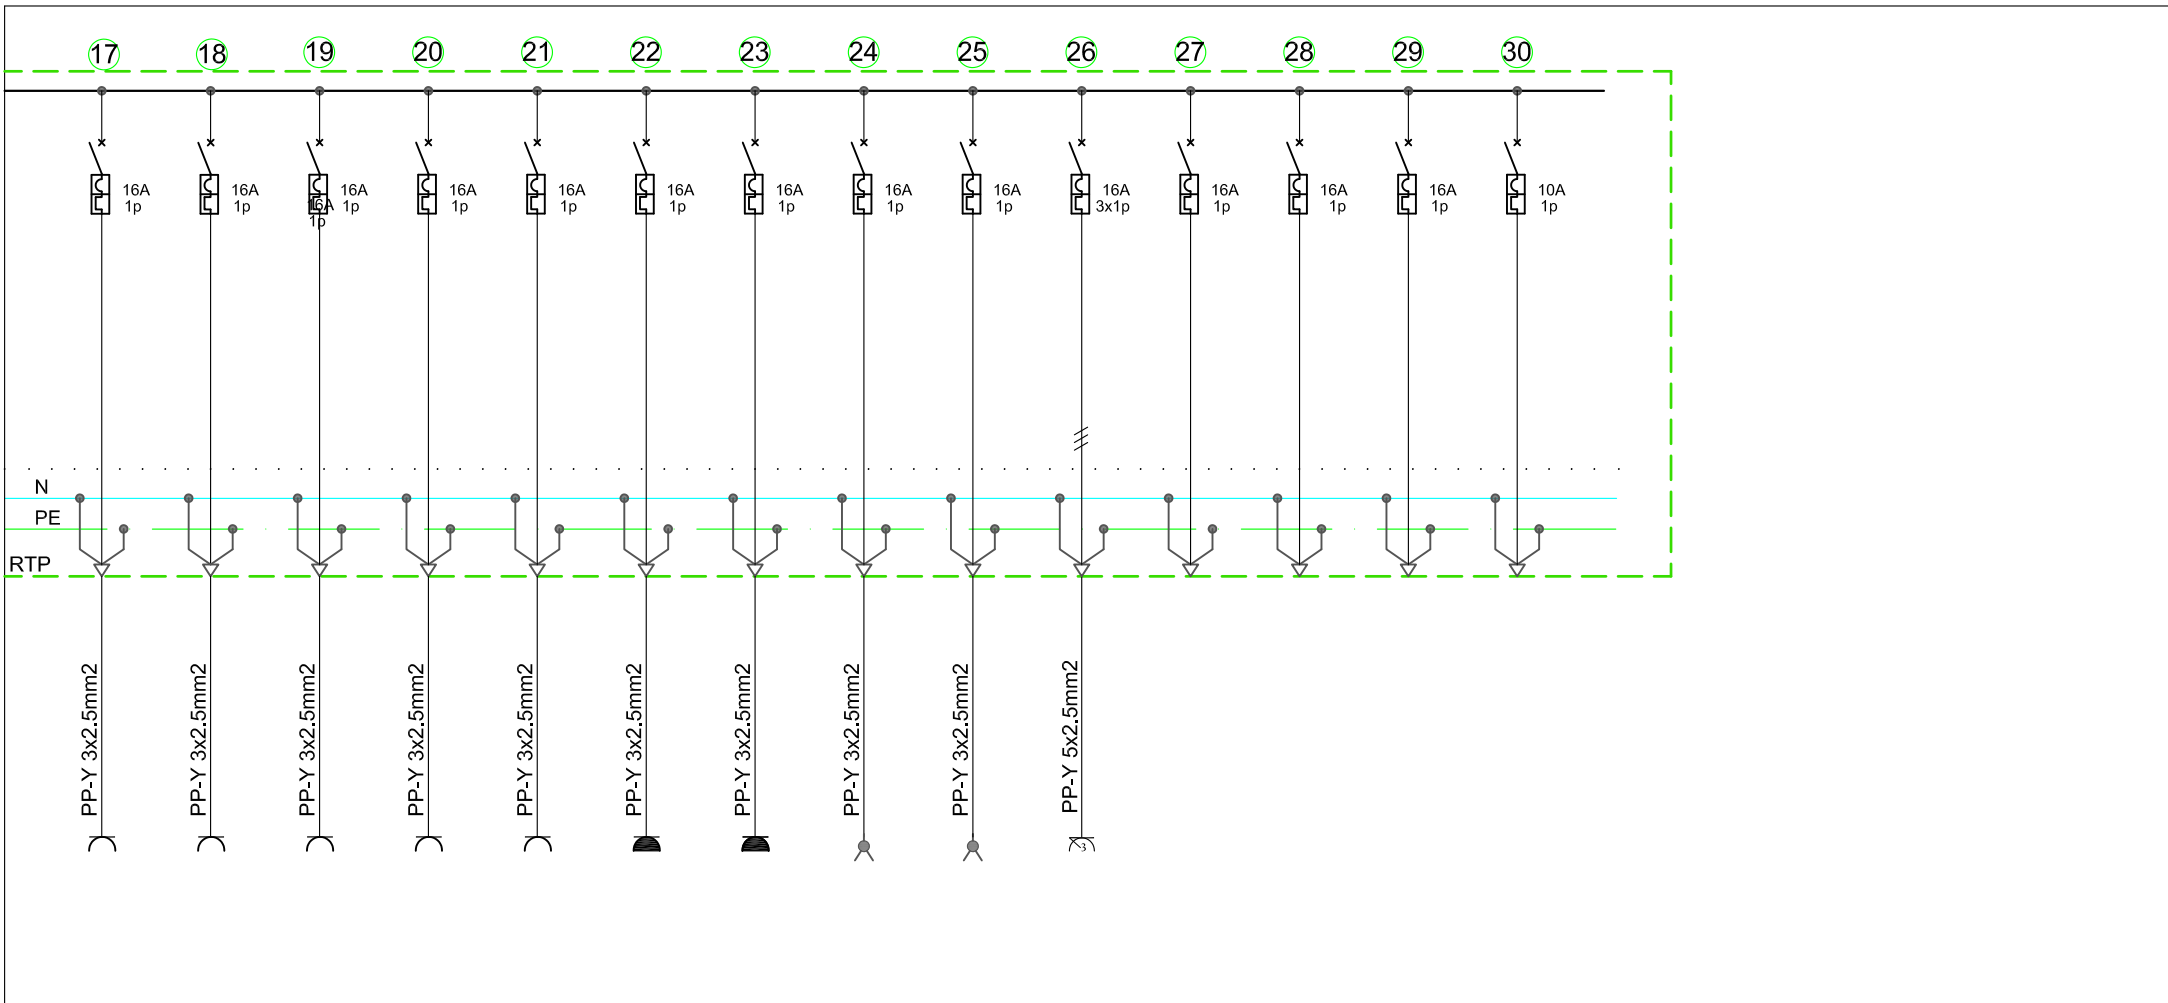 17 18 19 20 21 22 23 24 25 26 27 28 29 30
16A 16A 16A 16A 16A 16A 16A 16A 16A 16A 16A 16A 16A 10A
1p 1p 16A 1p 1p 1p 1p 1p 1p 1p 3x1p 1p 1p 1p 1p
1p
N
PE
RTP
PP-Y 3x2.5mm2
PP-Y 3x2.5mm2
PP-Y 3x2.5mm2
PP-Y 3x2.5mm2
PP-Y 3x2.5mm2
PP-Y 3x2.5mm2
PP-Y 3x2.5mm2
PP-Y 3x2.5mm2
PP-Y 3x2.5mm2
PP-Y 5x2.5mm2
3